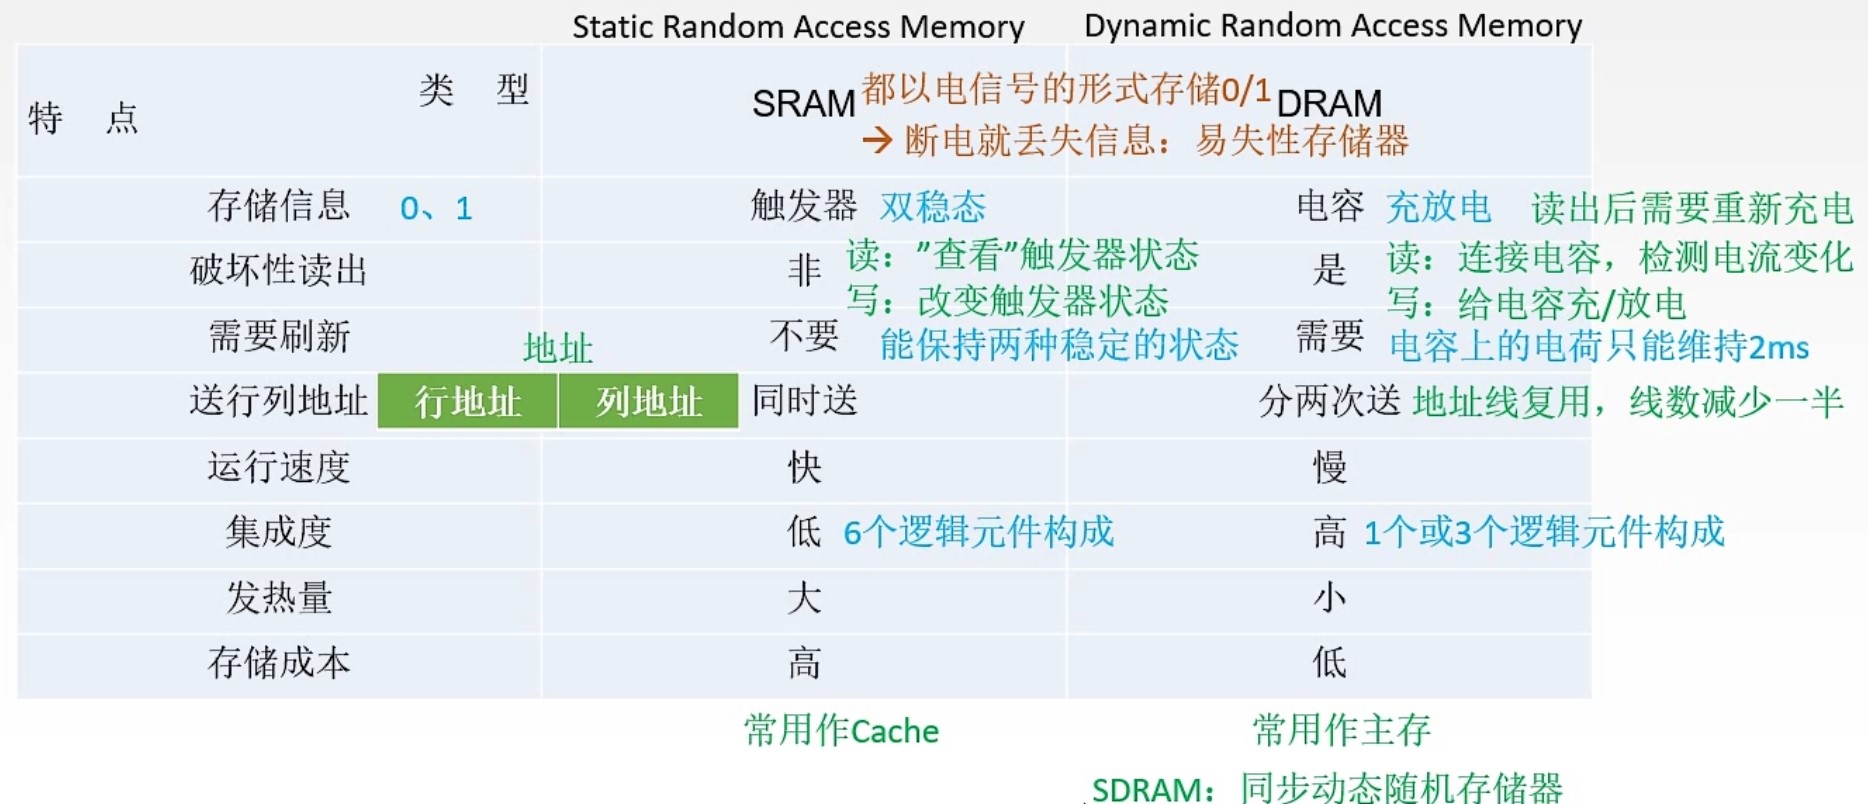 Static Random Access Memory
Dynamic Random Access Memory
特 点
类 型
SRAM
都以电信号的形式存储0/1
→ 断电就丢失信息：易失性存储器
DRAM
存储信息 0、1
触发器 双稳态
电容 充放电 读出后需要重新充电
破坏性读出
非
读：”查看”触发器状态
写：改变触发器状态
是
读：连接电容，检测电流变化
写：给电容充/放电
需要刷新
不要 能保持两种稳定的状态
需要 电容上的电荷只能维持2ms
地址
送行列地址 行地址 列地址
同时送
分两次送 地址线复用，线数减少一半
运行速度
快
慢
集成度
低 6个逻辑元件构成
高 1个或3个逻辑元件构成
发热量
大
小
存储成本
高
低
常用作Cache
常用作主存
SDRAM：同步动态随机存储器